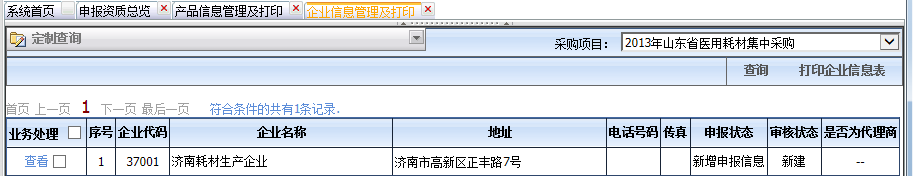 系统首页 申报资质总览 产品信息管理及打印 企业信息管理及打印
定制查询 采购项目： 2013年山东省医用耗材集中采购
查询 打印企业信息表
首页 上一页 1 下一页 最后一页 符合条件的共有1条记录.
业务处理 序号 企业代码 企业名称 地址 电话号码 传真 申报状态 审核状态 是否为代理商
查看 1 37001 济南耗材生产企业 济南市高新区正丰路7号 新增申报信息 新建 --